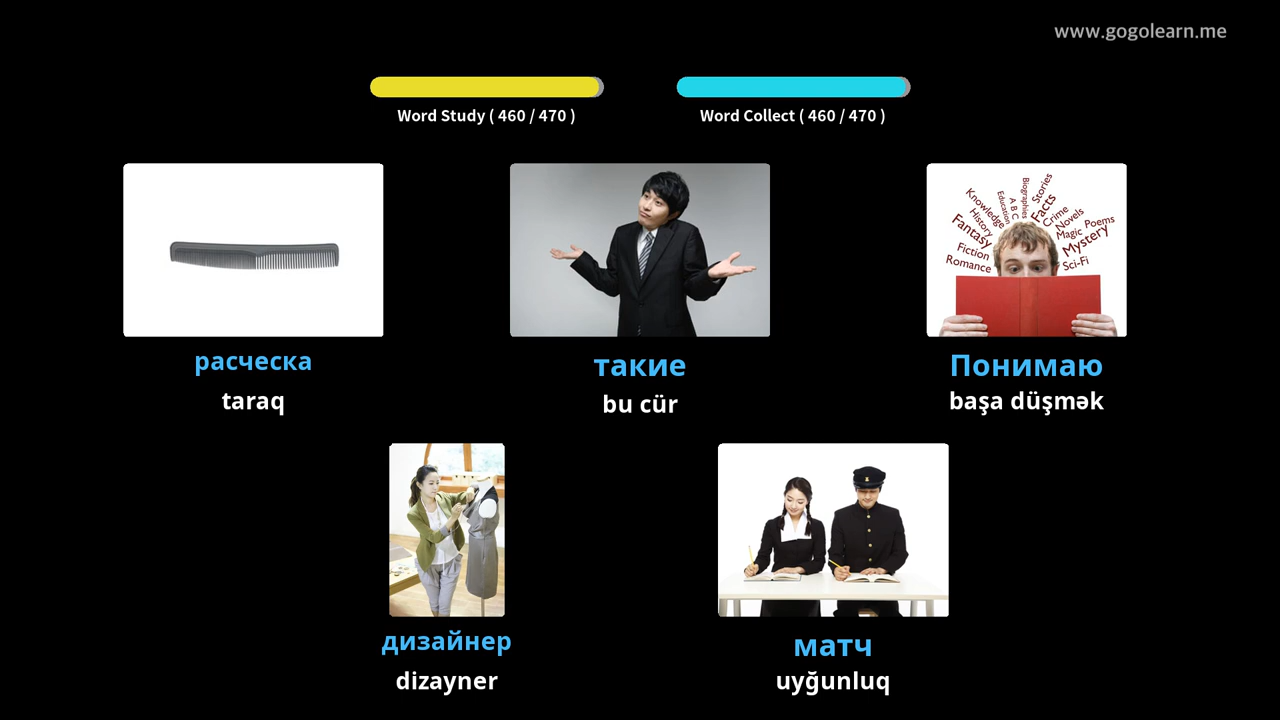 www.gogolearn.me
Word Study ( 460 / 470 )
Word Collect ( 460 / 470 )
Knowledge
History
Fantasy
Fiction
Romance
Education
A B C
Biographies
Stories
Facts
Crime
Novels
Magic
Poems
Mystery
Sci-Fi
расческа
такие
Понимаю
taraq
bu cür
başa düşmək
дизайнер
матч
dizayner
uyğunluq